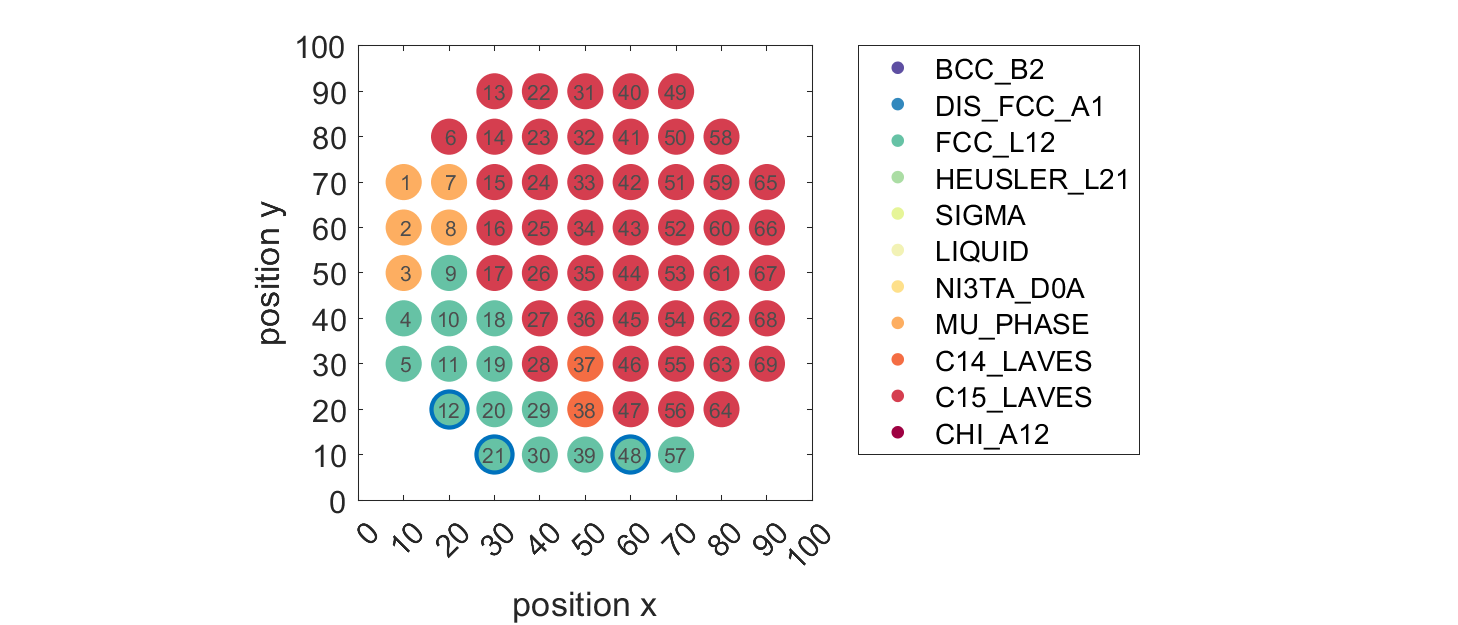 100
90
80
70
60
50
40
30
20
10
0
position y
13 22 31 40 49
6 14 23 32 41 50 58
1 7 15 24 33 42 51 59 65
2 8 16 25 34 43 52 60 66
3 9 17 26 35 44 53 61 67
4 10 18 27 36 45 54 62 68
5 11 19 28 37 46 55 63 69
12 20 29 38 47 56 64
21 30 39 48 57
0 10 20 30 40 50 60 70 80 90 100
position x
BCC_B2
DIS_FCC_A1
FCC_L12
HEUSLER_L21
SIGMA
LIQUID
NI3TA_D0A
MU_PHASE
C14_LAVES
C15_LAVES
CHI_A12